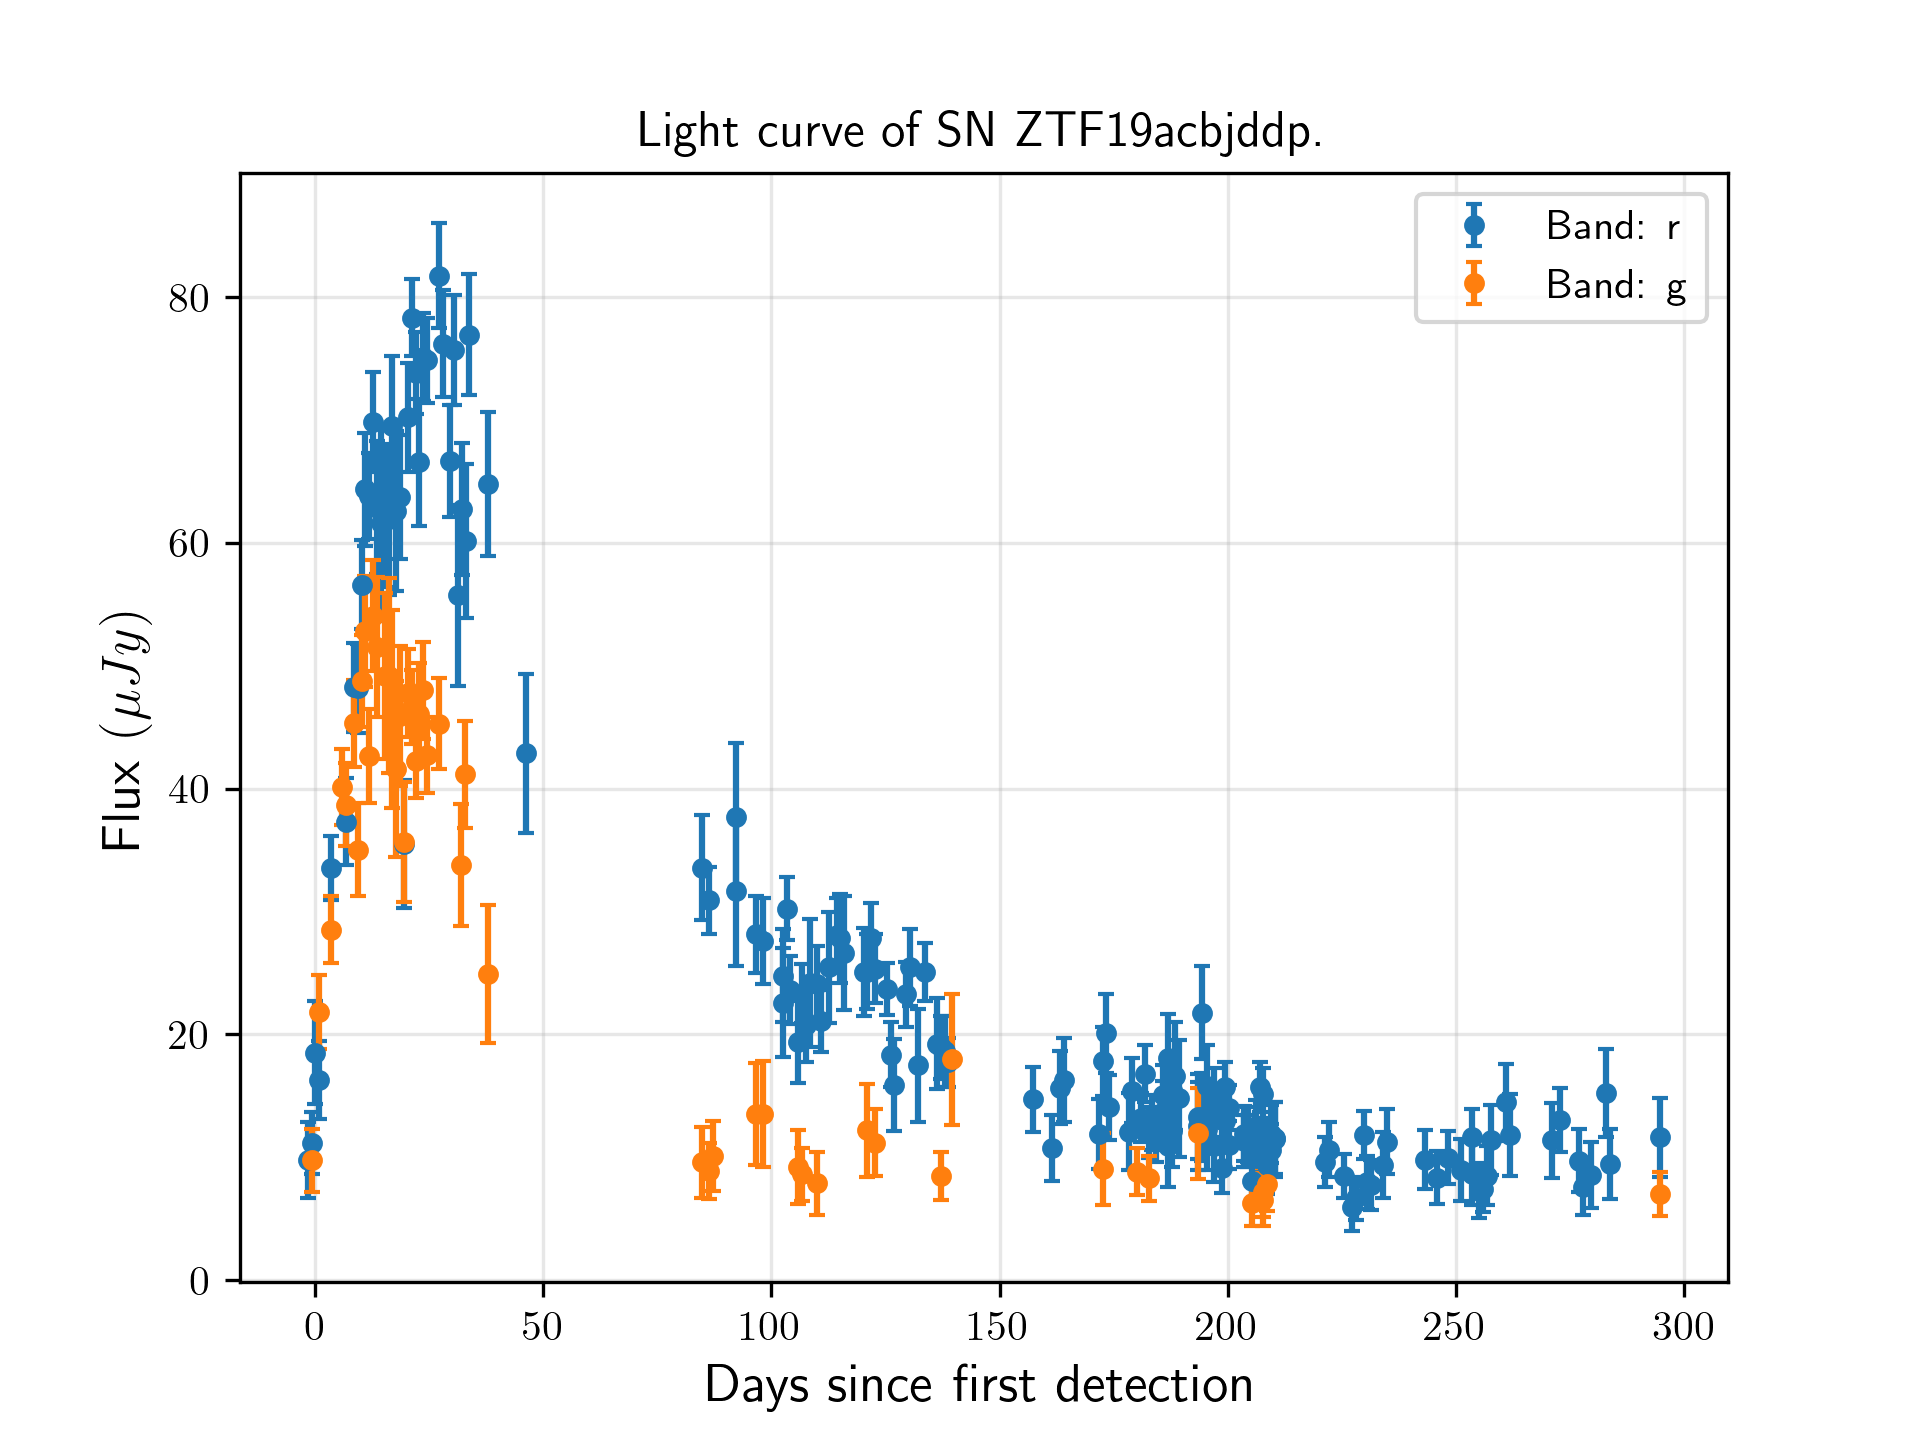 Light curve of SN ZTF19acbjddp.
Band: r
Band: g
Flux (μJy)
80
60
40
20
0
0 50 100 150 200 250 300
Days since first detection